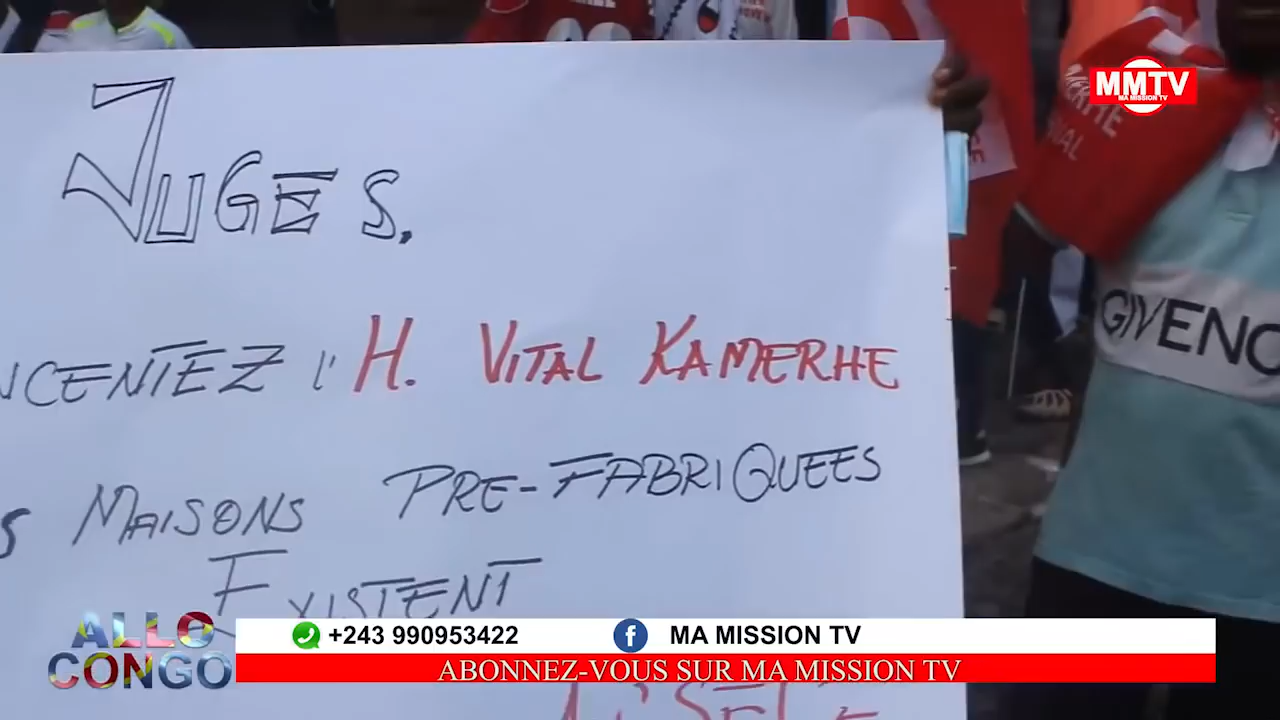 MMTV
MA MISSION TV
JUGES.
NCENTEZ l'H. VITAL KAMERHE
S MAISONS PRE-FABRIQUEES
EXISTENT
GIVENC
ALLO
CONGO
+243 990953422 MA MISSION TV
ABONNEZ-VOUS SUR MA MISSION TV